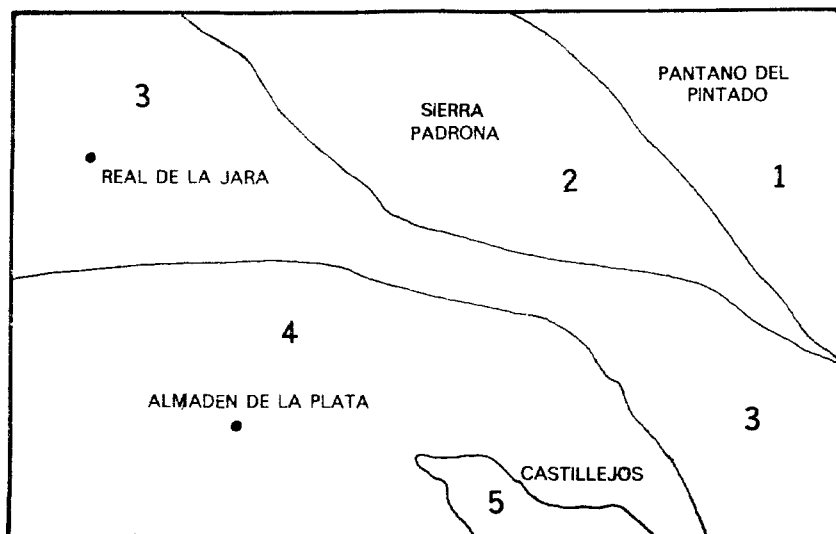 PANTANO DEL
PINTADO
3
SIERRA
PADRONA
REAL DE LA JARA
2
1
4
ALMADEN DE LA PLATA
3
CASTILLEJOS
5